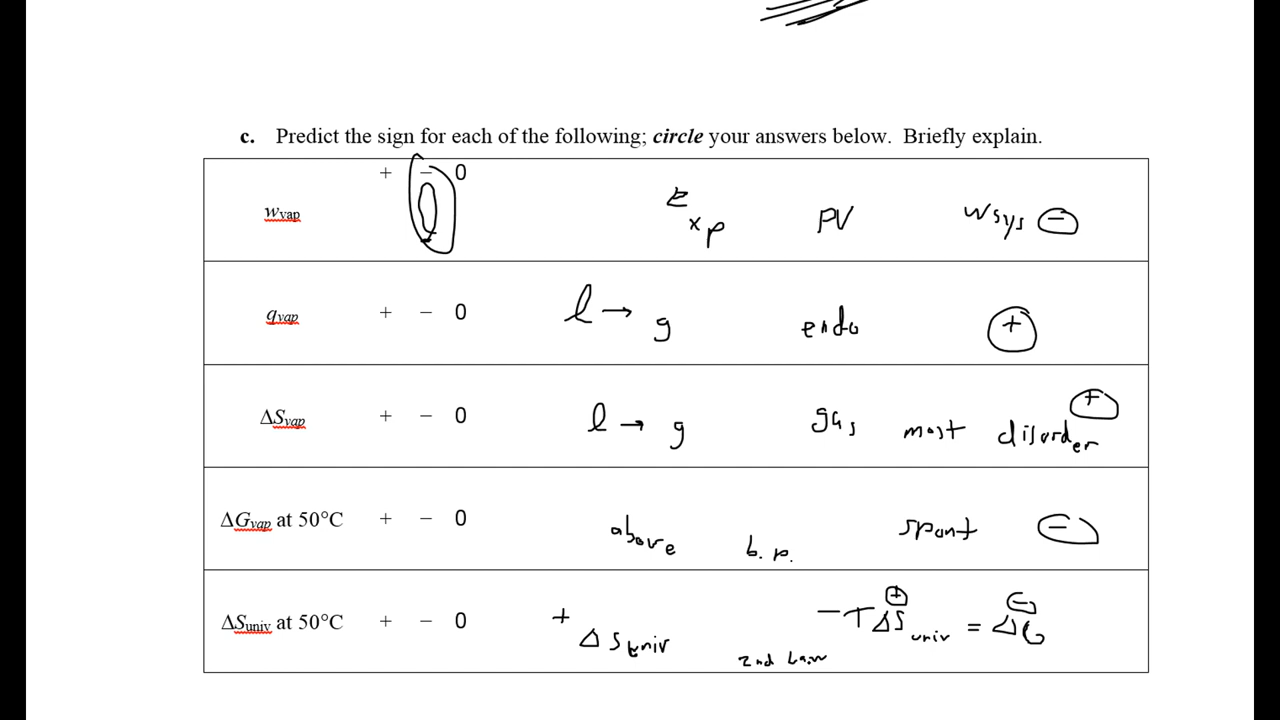 c. Predict the sign for each of the following; circle your answers below. Briefly explain.
+ − 0
wvap Exp PV wsys −
qvap + − 0 l → g endo +
ΔSvap + − 0 l → g gas most disorder +
ΔGvap at 50°C + − 0 above b.p. spont −
ΔSuniv at 50°C + − 0 + ΔSuniv 2nd Law −TΔSuniv = ΔG
+ −